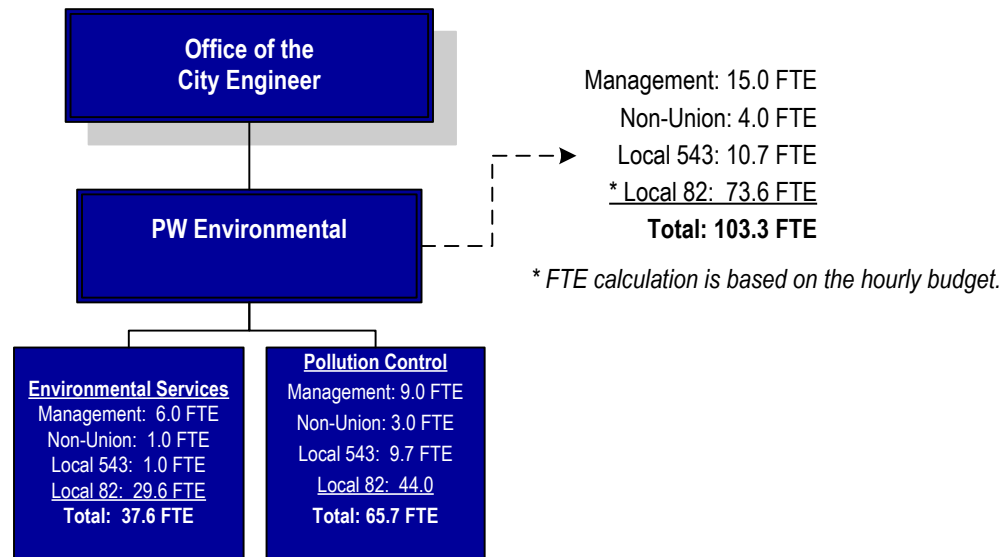 Office of the
City Engineer
Management: 15.0 FTE
Non-Union: 4.0 FTE
Local 543: 10.7 FTE
* Local 82: 73.6 FTE
Total: 103.3 FTE
* FTE calculation is based on the hourly budget.
PW Environmental
Environmental Services
Management: 6.0 FTE
Non-Union: 1.0 FTE
Local 543: 1.0 FTE
Local 82: 29.6 FTE
Total: 37.6 FTE
Pollution Control
Management: 9.0 FTE
Non-Union: 3.0 FTE
Local 543: 9.7 FTE
Local 82: 44.0
Total: 65.7 FTE